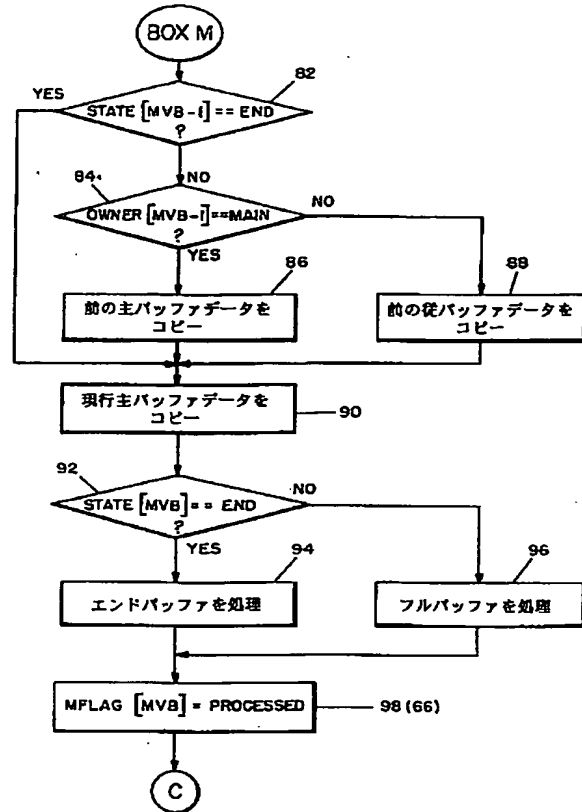 BOX M
82
YES
STATE [MVB-1] == END
?
NO
84
OWNER [MVB-1]==MAIN
?
NO
YES
86
88
前の主バッファデータを
コピー
前の従バッファデータを
コピー
現行主バッファデータを
コピー
90
92
STATE [MVB] == END
?
NO
YES
94
96
エンドバッファを処理
フルバッファを処理
MFLAG [MVB] = PROCESSED
98 (66)
C